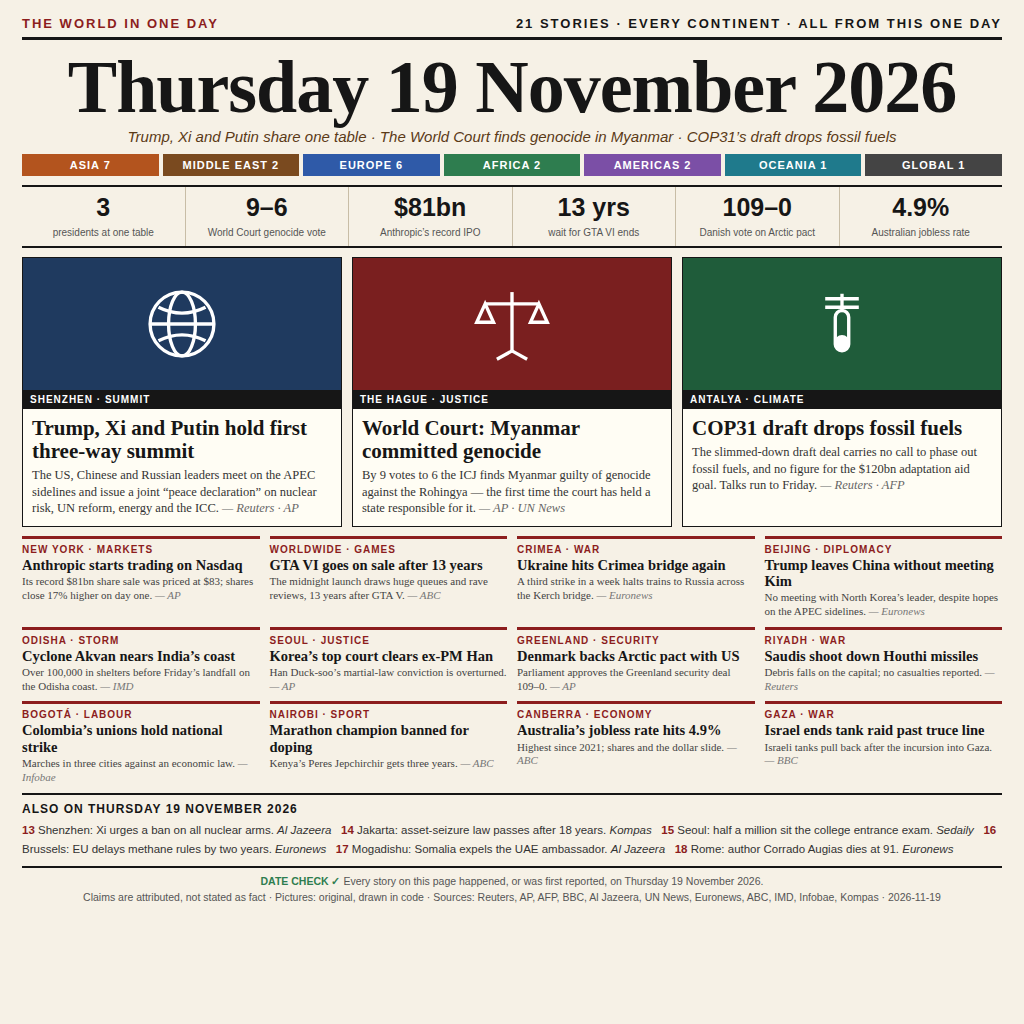 THE WORLD IN ONE DAY
21 STORIES · EVERY CONTINENT · ALL FROM THIS ONE DAY
Thursday 19 November 2026
Trump, Xi and Putin share one table · The World Court finds genocide in Myanmar · COP31's draft drops fossil fuels
ASIA 7
MIDDLE EAST 2
EUROPE 6
AFRICA 2
AMERICAS 2
OCEANIA 1
GLOBAL 1
3
presidents at one table
9–6
World Court genocide vote
$81bn
Anthropic's record IPO
13 yrs
wait for GTA VI ends
109–0
Danish vote on Arctic pact
4.9%
Australian jobless rate
SHENZHEN · SUMMIT
Trump, Xi and Putin hold first
three-way summit
The US, Chinese and Russian leaders meet on the APEC
sidelines and issue a joint “peace declaration” on nuclear
risk, UN reform, energy and the ICC. — Reuters · AP
THE HAGUE · JUSTICE
World Court: Myanmar
committed genocide
By 9 votes to 6 the ICJ finds Myanmar guilty of genocide
against the Rohingya — the first time the court has held a
state responsible for it. — AP · UN News
ANTALYA · CLIMATE
COP31 draft drops fossil fuels
The slimmed-down draft deal carries no call to phase out
fossil fuels, and no figure for the $120bn adaptation aid
goal. Talks run to Friday. — Reuters · AFP
NEW YORK · MARKETS
Anthropic starts trading on Nasdaq
Its record $81bn share sale was priced at $83; shares
close 17% higher on day one. — AP
WORLDWIDE · GAMES
GTA VI goes on sale after 13 years
The midnight launch draws huge queues and rave
reviews, 13 years after GTA V. — ABC
CRIMEA · WAR
Ukraine hits Crimea bridge again
A third strike in a week halts trains to Russia across
the Kerch bridge. — Euronews
BEIJING · DIPLOMACY
Trump leaves China without meeting
Kim
No meeting with North Korea's leader, despite hopes
on the APEC sidelines. — Euronews
ODISHA · STORM
Cyclone Akvan nears India's coast
Over 100,000 in shelters before Friday's landfall on
the Odisha coast. — IMD
SEOUL · JUSTICE
Korea's top court clears ex-PM Han
Han Duck-soo's martial-law conviction is overturned.
— AP
GREENLAND · SECURITY
Denmark backs Arctic pact with US
Parliament approves the Greenland security deal
109–0. — AP
RIYADH · WAR
Saudis shoot down Houthi missiles
Debris falls on the capital; no casualties reported. —
Reuters
BOGOTÁ · LABOUR
Colombia's unions hold national
strike
Marches in three cities against an economic law. —
Infobae
NAIROBI · SPORT
Marathon champion banned for
doping
Kenya's Peres Jepchirchir gets three years. — ABC
CANBERRA · ECONOMY
Australia's jobless rate hits 4.9%
Highest since 2021; shares and the dollar slide. —
ABC
GAZA · WAR
Israel ends tank raid past truce line
Israeli tanks pull back after the incursion into Gaza.
— BBC
ALSO ON THURSDAY 19 NOVEMBER 2026
13 Shenzhen: Xi urges a ban on all nuclear arms. Al Jazeera 14 Jakarta: asset-seizure law passes after 18 years. Kompas 15 Seoul: half a million sit the college entrance exam. Sedaily 16
Brussels: EU delays methane rules by two years. Euronews 17 Mogadishu: Somalia expels the UAE ambassador. Al Jazeera 18 Rome: author Corrado Augias dies at 91. Euronews
DATE CHECK ✓ Every story on this page happened, or was first reported, on Thursday 19 November 2026.
Claims are attributed, not stated as fact · Pictures: original, drawn in code · Sources: Reuters, AP, AFP, BBC, Al Jazeera, UN News, Euronews, ABC, IMD, Infobae, Kompas · 2026-11-19